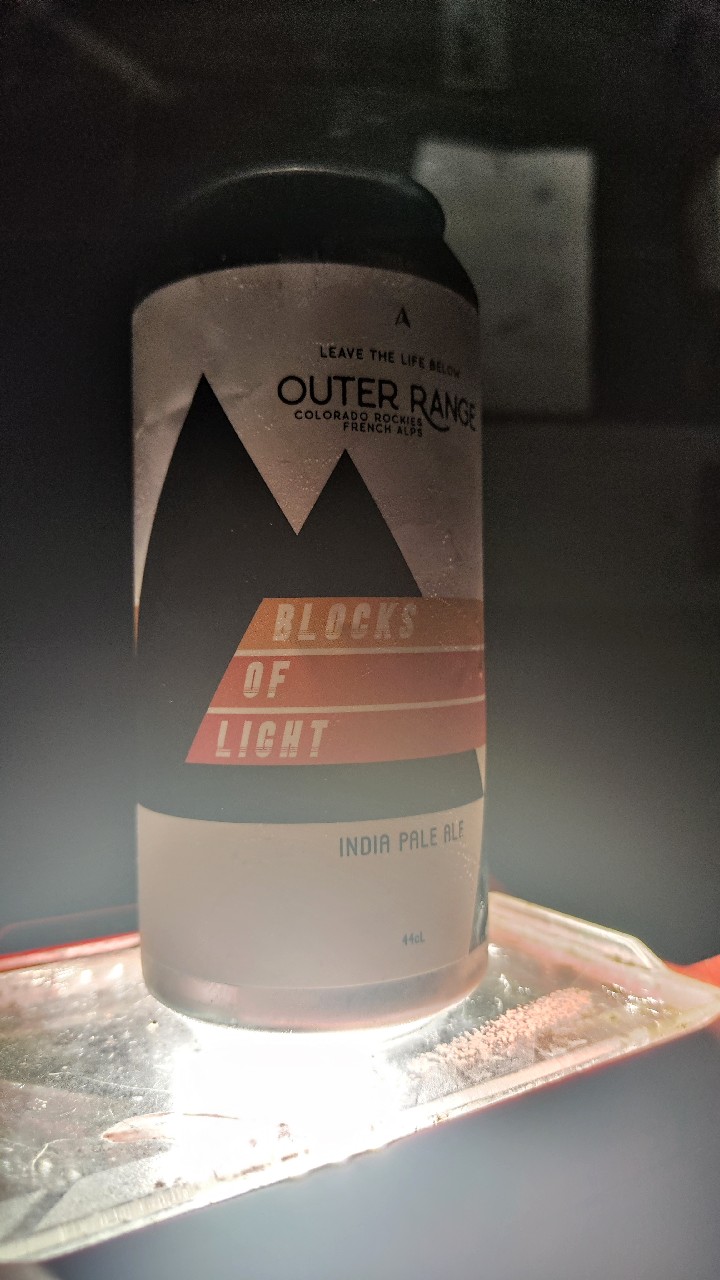 LEAVE THE LIFE BELOW
OUTER RANGE
COLORADO ROCKIES
FRENCH ALPS
BLOCKS
OF
LIGHT
INDIA PALE ALE
44cL